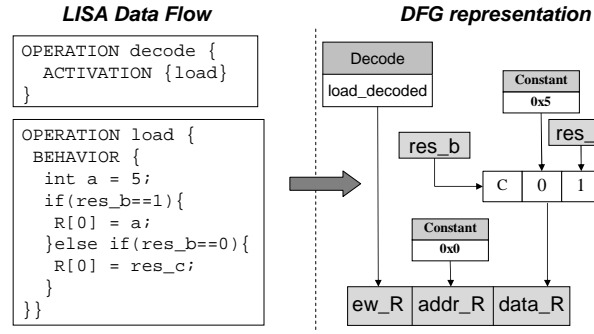 LISA Data Flow
DFG representation
OPERATION decode {
ACTIVATION {load}
}
OPERATION load {
BEHAVIOR {
int a = 5;
if(res_b==1){
R[0] = a;
}else if(res_b==0){
R[0] = res_c;
}
}}
Decode
load_decoded
Constant
0x5
res_b
res_
C 0 1
Constant
0x0
ew_R addr_R data_R